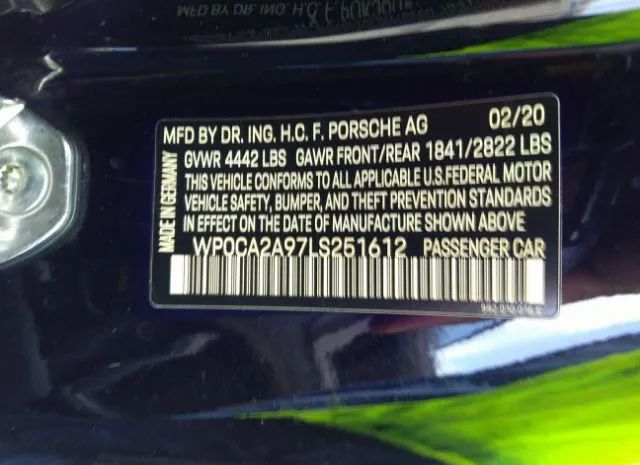 MFD BY DR. ING. H.C. F. PORSCHE AG 02/20
GVWR 4442 LBS GAWR FRONT/REAR 1841/2822 LBS
THIS VEHICLE CONFORMS TO ALL APPLICABLE U.S.FEDERAL MOTOR
VEHICLE SAFETY, BUMPER, AND THEFT PREVENTION STANDARDS
IN EFFECT ON THE DATE OF MANUFACTURE SHOWN ABOVE
WP0CA2A97LS251612 PASSENGER CAR
MADE IN GERMANY